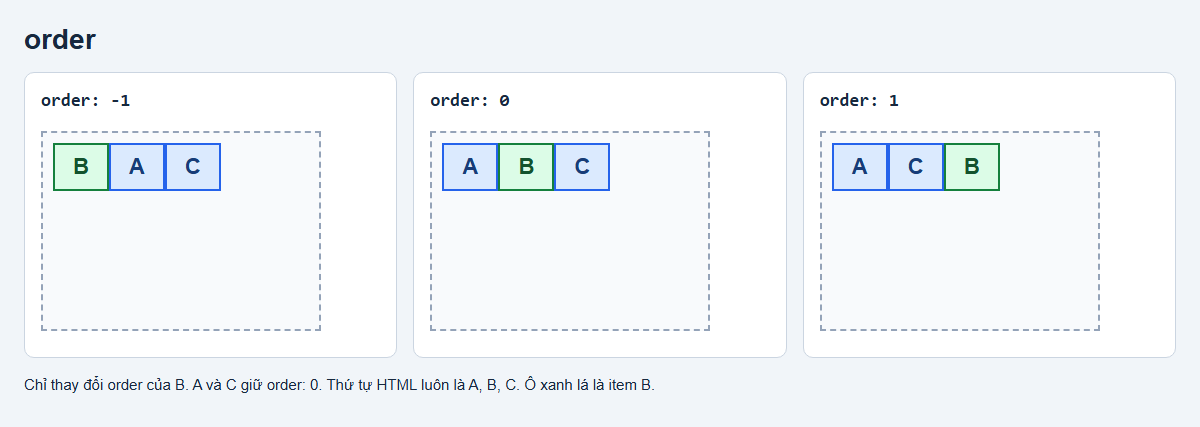 order
order: -1
B A C
order: 0
A B C
order: 1
A C B
Chỉ thay đổi order của B. A và C giữ order: 0. Thứ tự HTML luôn là A, B, C. Ô xanh lá là item B.